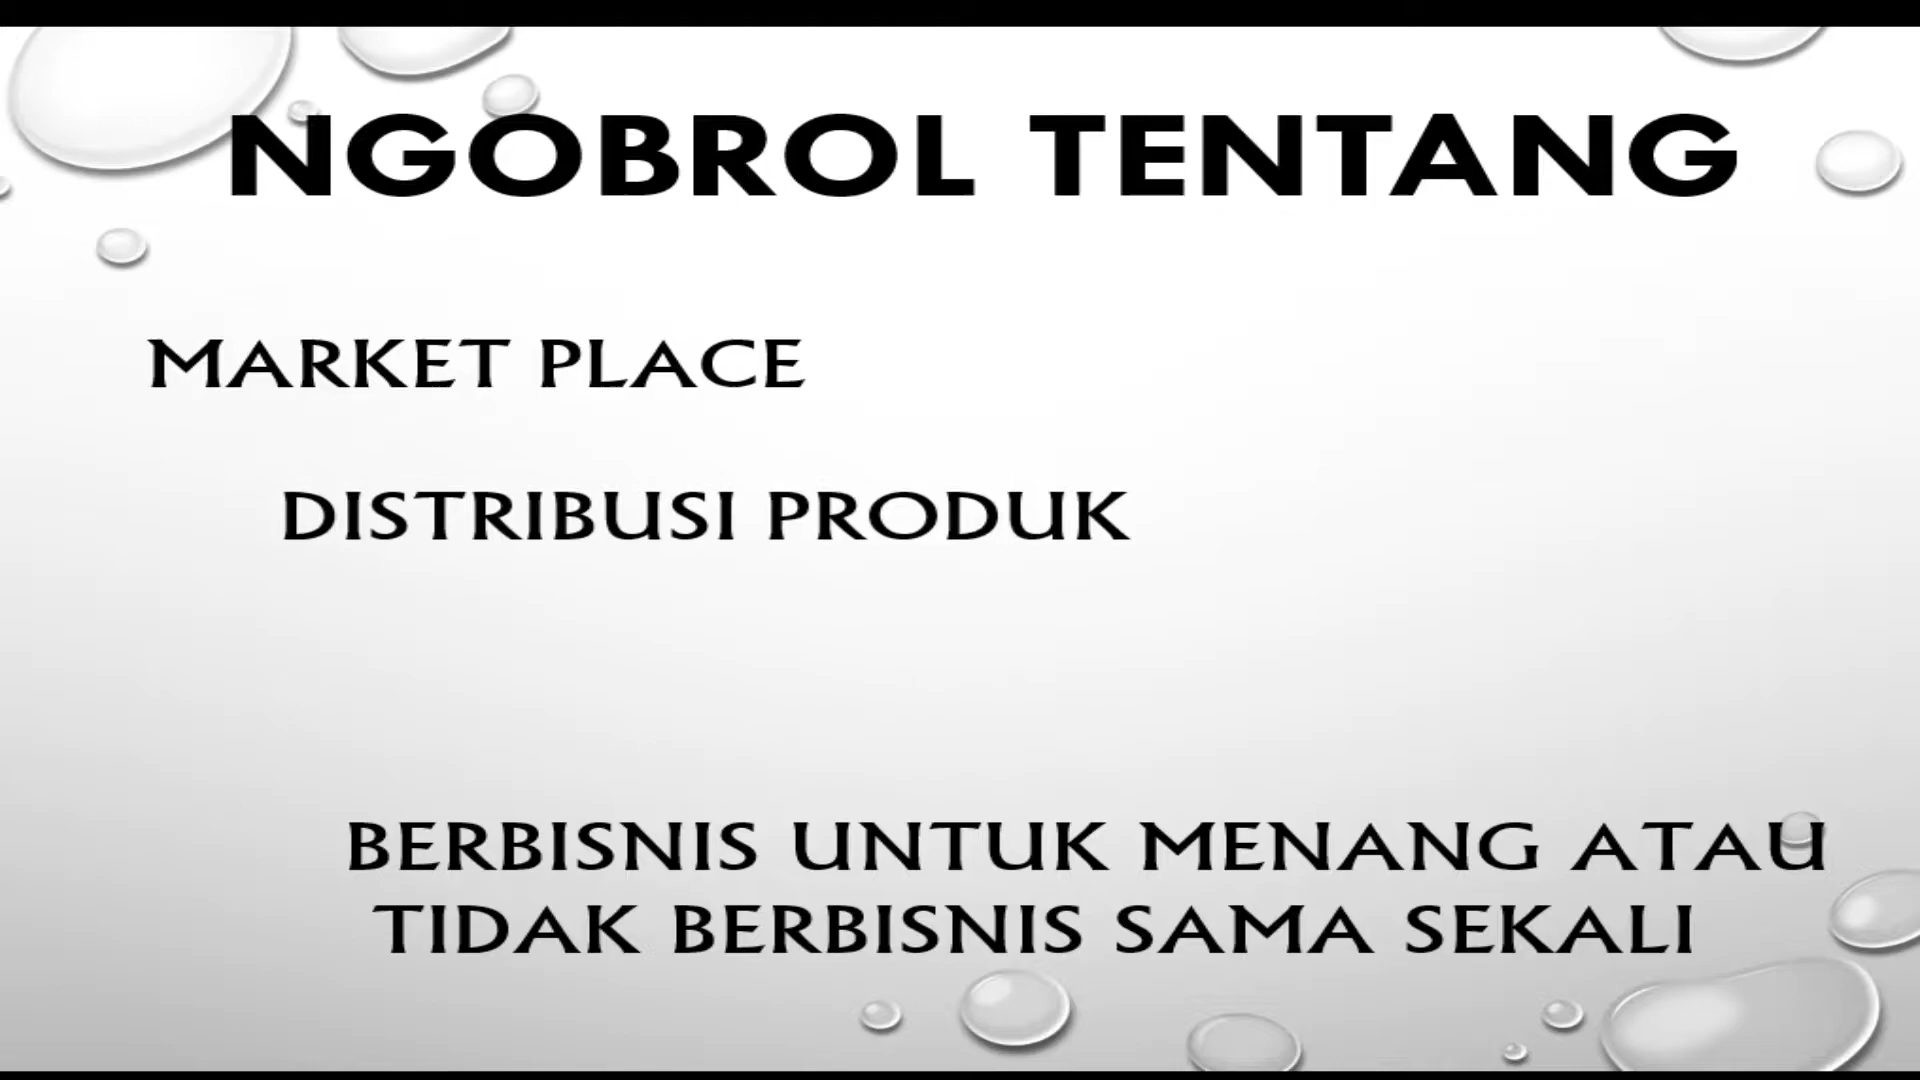 NGOBROL TENTANG
MARKET PLACE
DISTRIBUSI PRODUK
BERBISNIS UNTUK MENANG ATAU
TIDAK BERBISNIS SAMA SEKALI